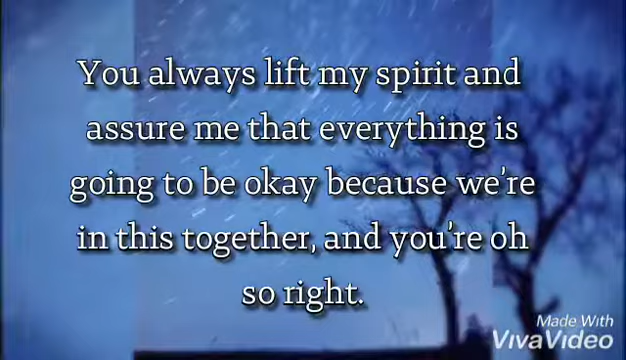 You always lift my spirit and
assure me that everything is
going to be okay because we're
in this together, and you're oh
so right.
Made With
VivaVideo